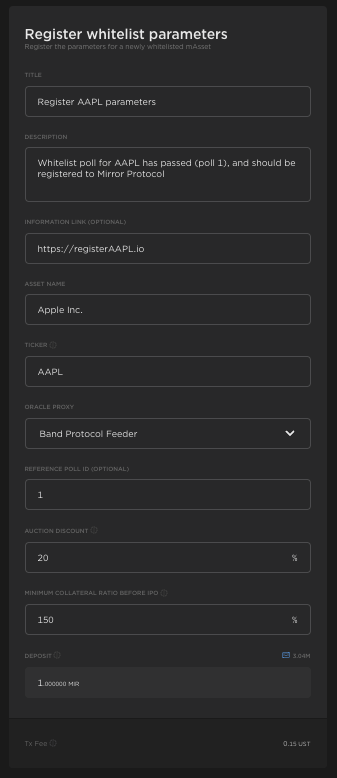 Register whitelist parameters
Register the parameters for a newly whitelisted mAsset
TITLE
Register AAPL parameters
DESCRIPTION
Whitelist poll for AAPL has passed (poll 1), and should be
registered to Mirror Protocol
INFORMATION LINK (OPTIONAL)
https://registerAAPL.io
ASSET NAME
Apple Inc.
TICKER
AAPL
ORACLE PROXY
Band Protocol Feeder
REFERENCE POLL ID (OPTIONAL)
1
AUCTION DISCOUNT
20 %
MINIMUM COLLATERAL RATIO BEFORE IPO
150 %
DEPOSIT 3.04M
1.000000 MIR
Tx Fee 0.15 UST